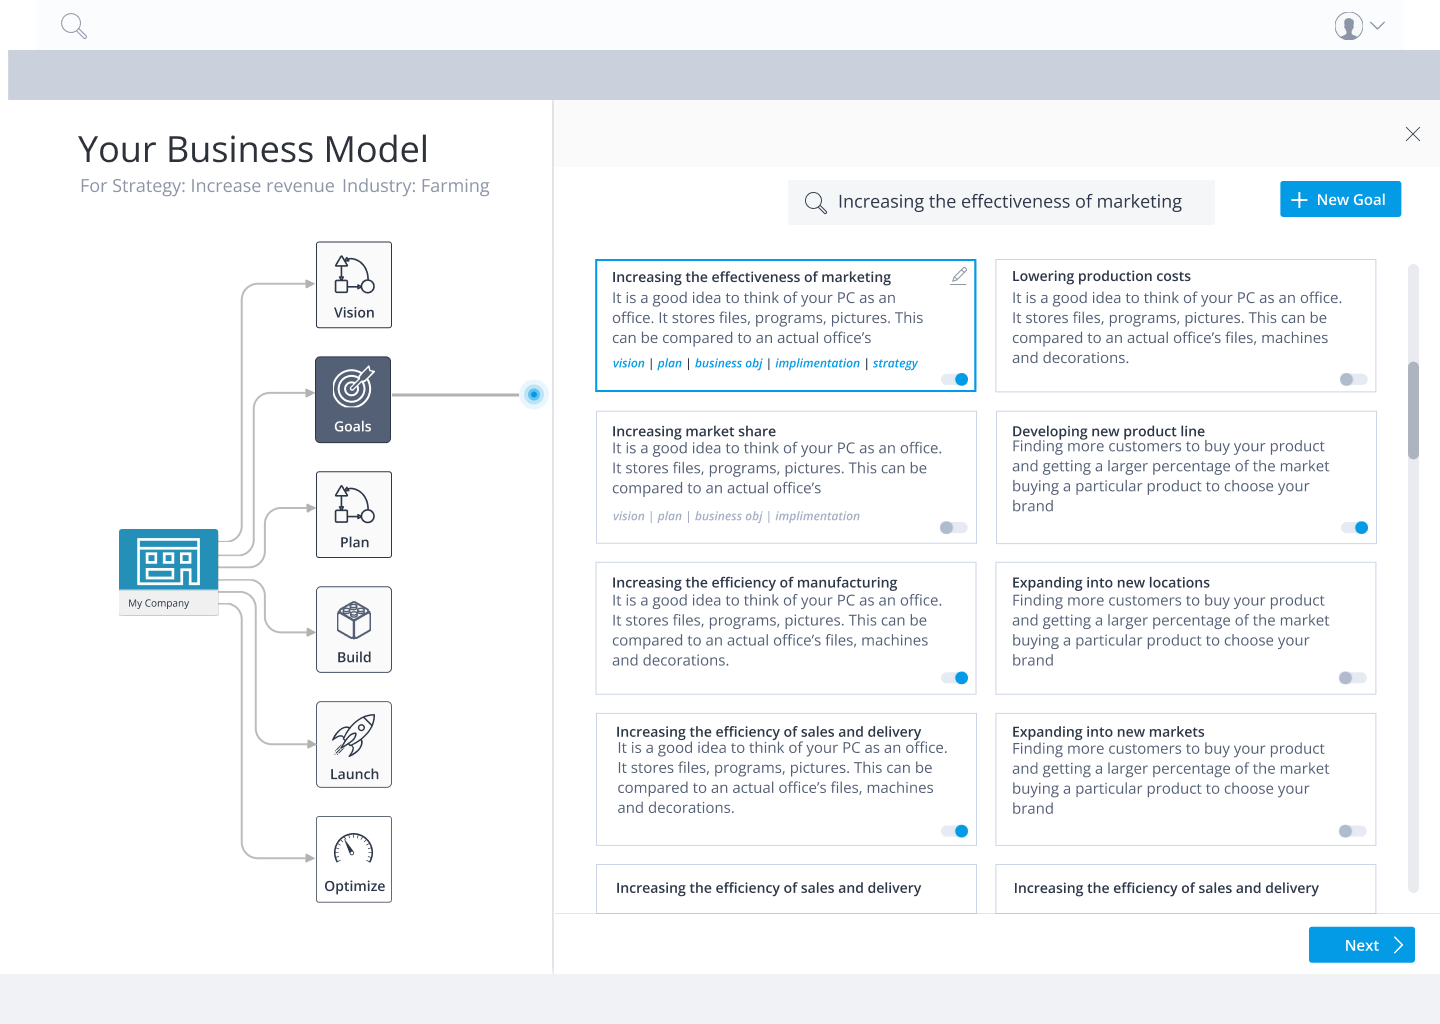 Your Business Model
For Strategy: Increase revenue Industry: Farming
Vision
Goals
Plan
My Company
Build
Launch
Optimize
Increasing the effectiveness of marketing
New Goal
Increasing the effectiveness of marketing
It is a good idea to think of your PC as an
office. It stores files, programs, pictures. This
can be compared to an actual office’s
vision | plan | business obj | implimentation | strategy
Lowering production costs
It is a good idea to think of your PC as an office.
It stores files, programs, pictures. This can be
compared to an actual office’s files, machines
and decorations.
Increasing market share
It is a good idea to think of your PC as an office.
It stores files, programs, pictures. This can be
compared to an actual office’s
vision | plan | business obj | implimentation
Developing new product line
Finding more customers to buy your product
and getting a larger percentage of the market
buying a particular product to choose your
brand
Increasing the efficiency of manufacturing
It is a good idea to think of your PC as an office.
It stores files, programs, pictures. This can be
compared to an actual office’s files, machines
and decorations.
Expanding into new locations
Finding more customers to buy your product
and getting a larger percentage of the market
buying a particular product to choose your
brand
Increasing the efficiency of sales and delivery
It is a good idea to think of your PC as an office.
It stores files, programs, pictures. This can be
compared to an actual office’s files, machines
and decorations.
Expanding into new markets
Finding more customers to buy your product
and getting a larger percentage of the market
buying a particular product to choose your
brand
Increasing the efficiency of sales and delivery
Increasing the efficiency of sales and delivery
Next